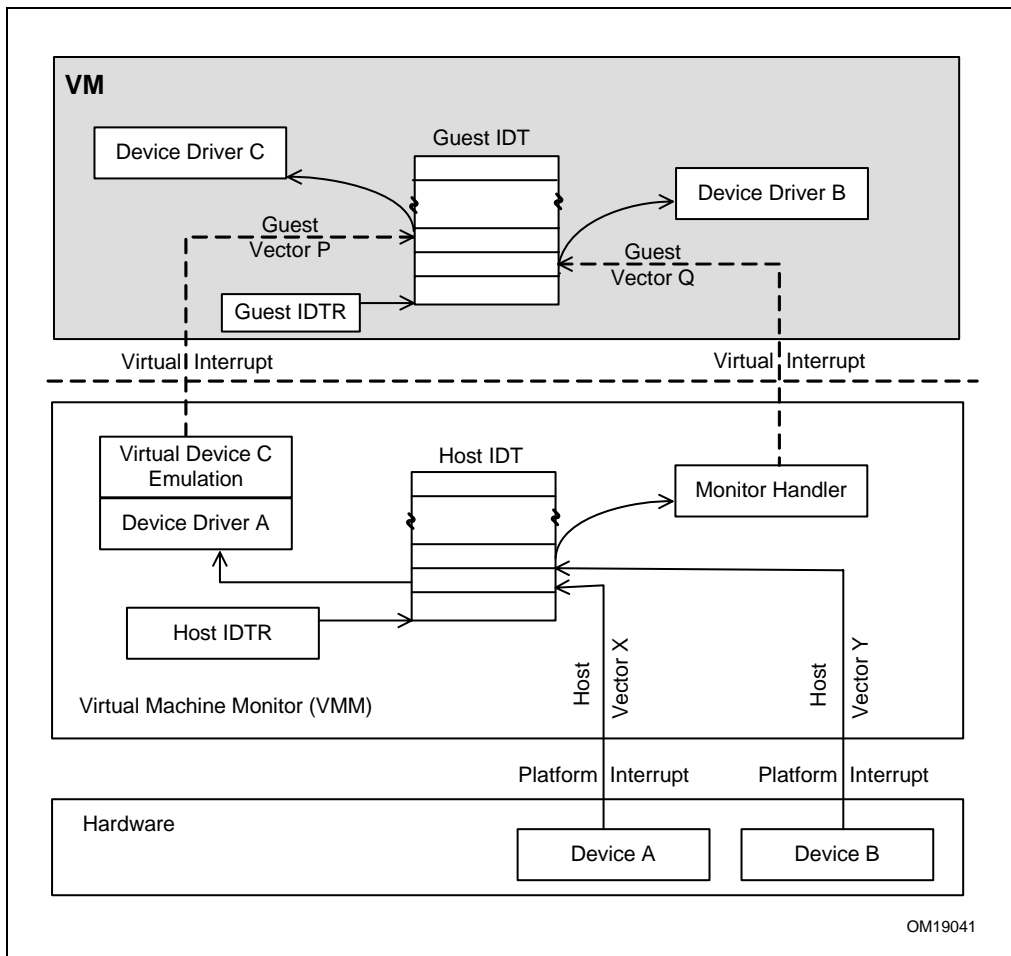 VM
Guest IDT
Device Driver C
Device Driver B
Guest
Vector P
Guest
Vector Q
Guest IDTR
Virtual Interrupt
Virtual Interrupt
Virtual Device C
Emulation
Device Driver A
Host IDT
Monitor Handler
Host IDTR
Host
Vector X
Host
Vector Y
Virtual Machine Monitor (VMM)
Platform Interrupt
Platform Interrupt
Hardware
Device A
Device B
OM19041